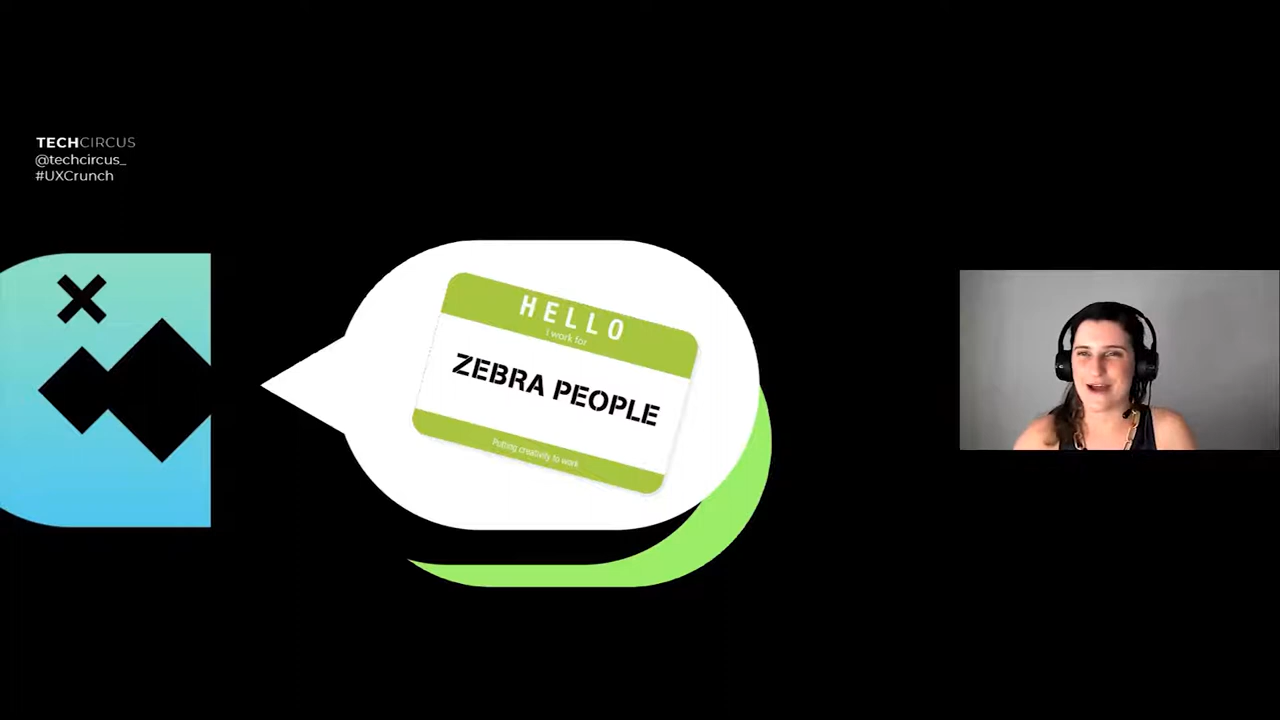 TECHCIRCUS
@techcircus_
#UXCrunch
HELLO
I work for
ZEBRA PEOPLE
Putting creativity to work